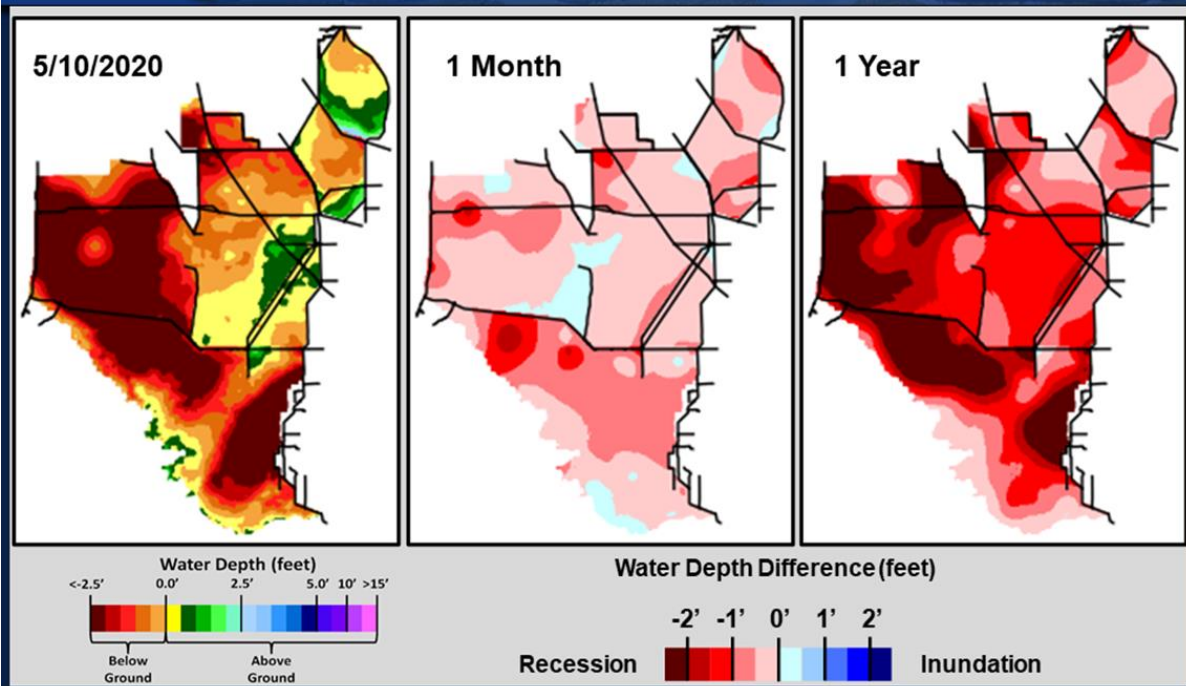 5/10/2020
1 Month
1 Year
Water Depth (feet)
<-2.5' 0.0' 2.5' 5.0' 10' >15'
Below
Ground
Above
Ground
Water Depth Difference (feet)
-2' -1' 0' 1' 2'
Recession
Inundation